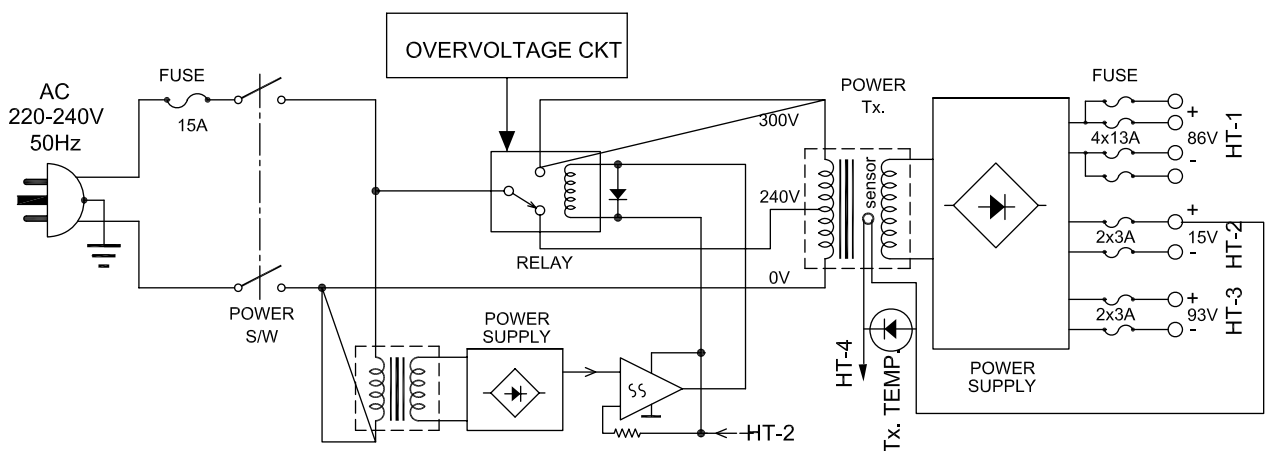 OVERVOLTAGE CKT
AC
220-240V
50Hz
FUSE
15A
POWER
S/W
RELAY
300V
240V
0V
POWER
Tx.
sensor
POWER
SUPPLY
SS
HT-2
HT-4
Tx. TEMP.
POWER
SUPPLY
FUSE
4x13A
+
86V
-
HT-1
2x3A
+
15V
-
HT-2
2x3A
+
93V
-
HT-3